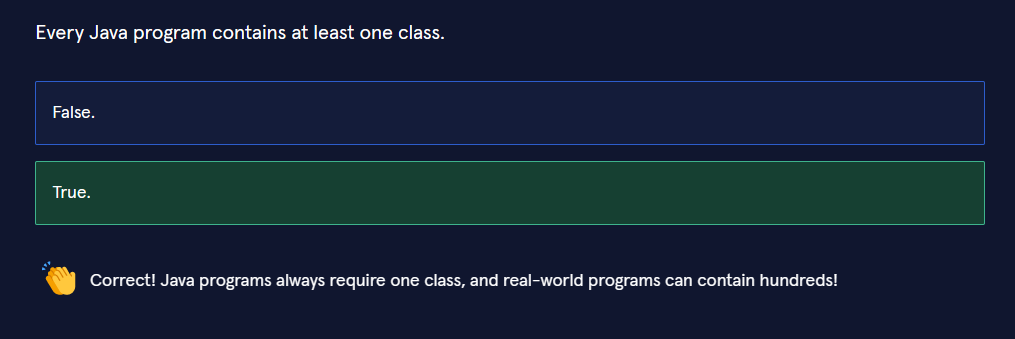 Every Java program contains at least one class.
False.
True.
Correct! Java programs always require one class, and real-world programs can contain hundreds!